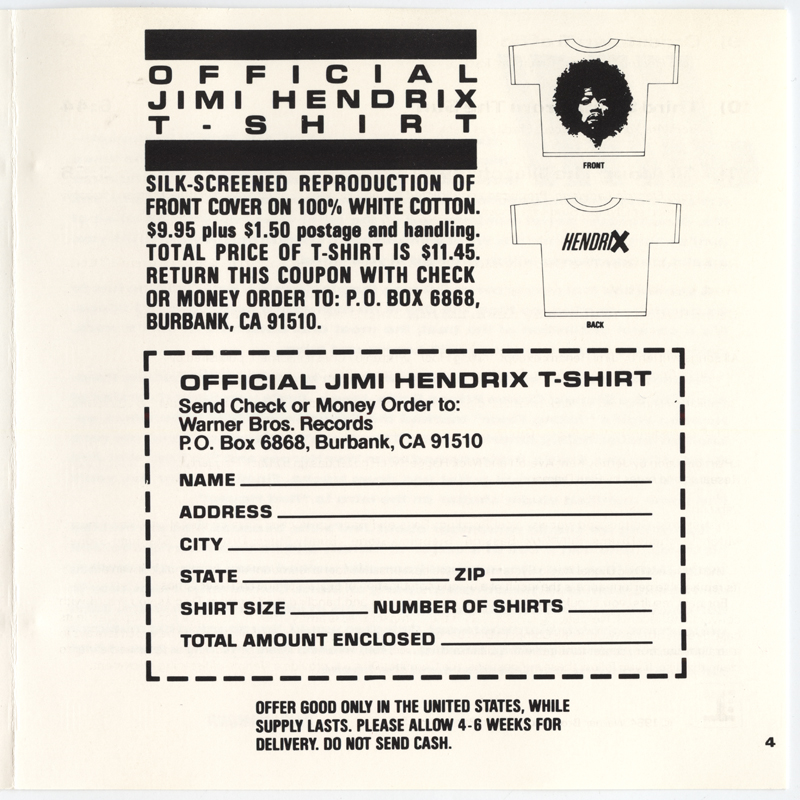 OFFICIAL
JIMI HENDRIX
T-SHIRT
SILK-SCREENED REPRODUCTION OF
FRONT COVER ON 100% WHITE COTTON.
$9.95 plus $1.50 postage and handling.
TOTAL PRICE OF T-SHIRT IS $11.45.
RETURN THIS COUPON WITH CHECK
OR MONEY ORDER TO: P.O. BOX 6868,
BURBANK, CA 91510.
FRONT
HENDRIX
BACK
OFFICIAL JIMI HENDRIX T-SHIRT
Send Check or Money Order to:
Warner Bros. Records
P.O. Box 6868, Burbank, CA 91510
NAME
ADDRESS
CITY
STATE ZIP
SHIRT SIZE NUMBER OF SHIRTS
TOTAL AMOUNT ENCLOSED
OFFER GOOD ONLY IN THE UNITED STATES, WHILE
SUPPLY LASTS. PLEASE ALLOW 4-6 WEEKS FOR
DELIVERY. DO NOT SEND CASH.
4